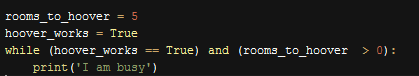 rooms_to_hoover = 5
hoover_works = True
while (hoover_works == True) and (rooms_to_hoover  > 0):
    print('I am busy')